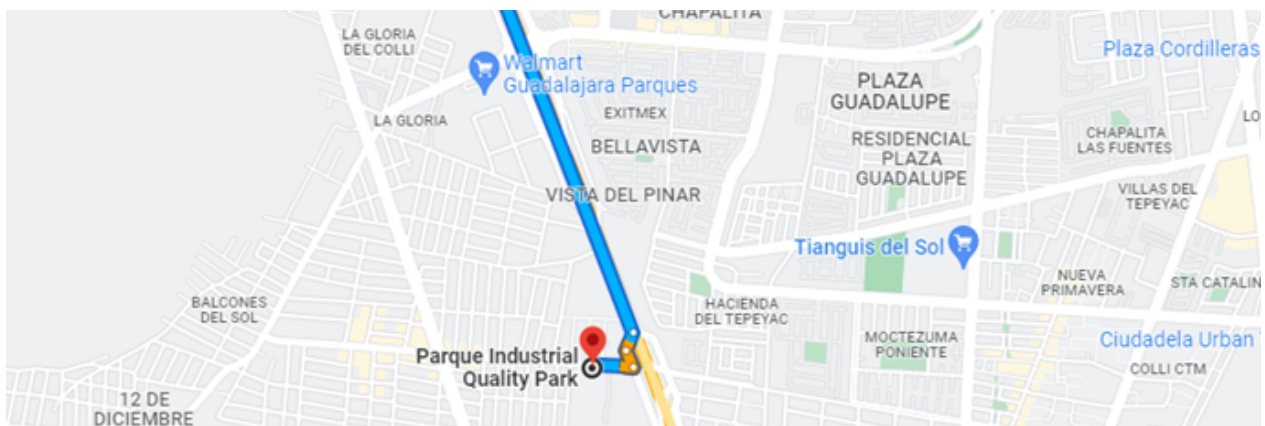 CHAPALITA
LA GLORIA
DEL COLLI
Walmart
Guadalajara Parques
Plaza Cordilleras
PLAZA
GUADALUPE
EXITMEX
LA GLORIA
BELLAVISTA
RESIDENCIAL
PLAZA
GUADALUPE
CHAPALITA
LAS FUENTES
LO
VISTA DEL PINAR
VILLAS DEL
TEPEYAC
Tianguis del Sol
NUEVA
PRIMAVERA
STA CATALIN
BALCONES
DEL SOL
HACIENDA
DEL TEPEYAC
MOCTEZUMA
PONIENTE
Ciudadela Urban
Parque Industrial
Quality Park
COLLI CTM
12 DE
DICIEMBRE